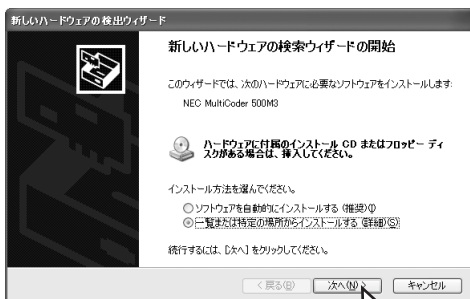 新しいハードウェアの検出ウィザード
新しいハードウェアの検索ウィザードの開始
このウィザードでは、次のハードウェアに必要なソフトウェアをインストールします:
NEC MultiCoder 500M3
ハードウェアに付属のインストール CD またはフロッピー ディ
スクがある場合は、挿入してください。
インストール方法を選んでください。
ソフトウェアを自動的にインストールする (推奨)(I)
一覧または特定の場所からインストールする (詳細)(S)
続行するには、[次へ] をクリックしてください。
< 戻る(B) 次へ(N) > キャンセル